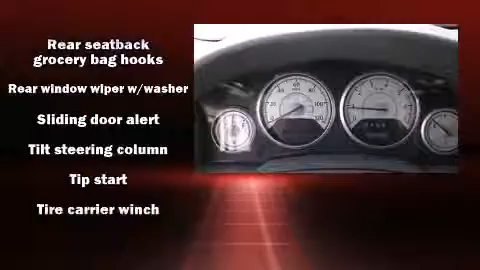 Rear seatback
grocery bag hooks
Rear window wiper w/washer
Sliding door alert
Tilt steering column
Tip start
Tire carrier winch